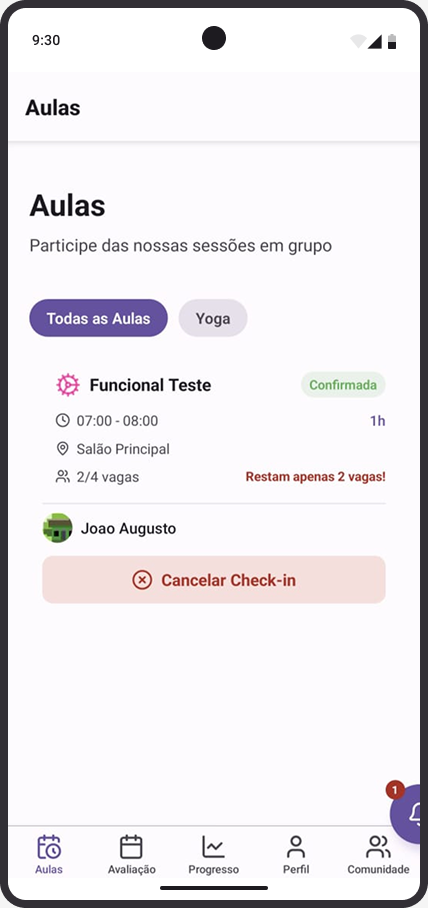 9:30
Aulas
Aulas
Participe das nossas sessões em grupo
Todas as Aulas
Yoga
Funcional Teste
Confirmada
07:00 - 08:00
1h
Salão Principal
2/4 vagas
Restam apenas 2 vagas!
Joao Augusto
Cancelar Check-in
1
Aulas
Avaliação
Progresso
Perfil
Comunidade